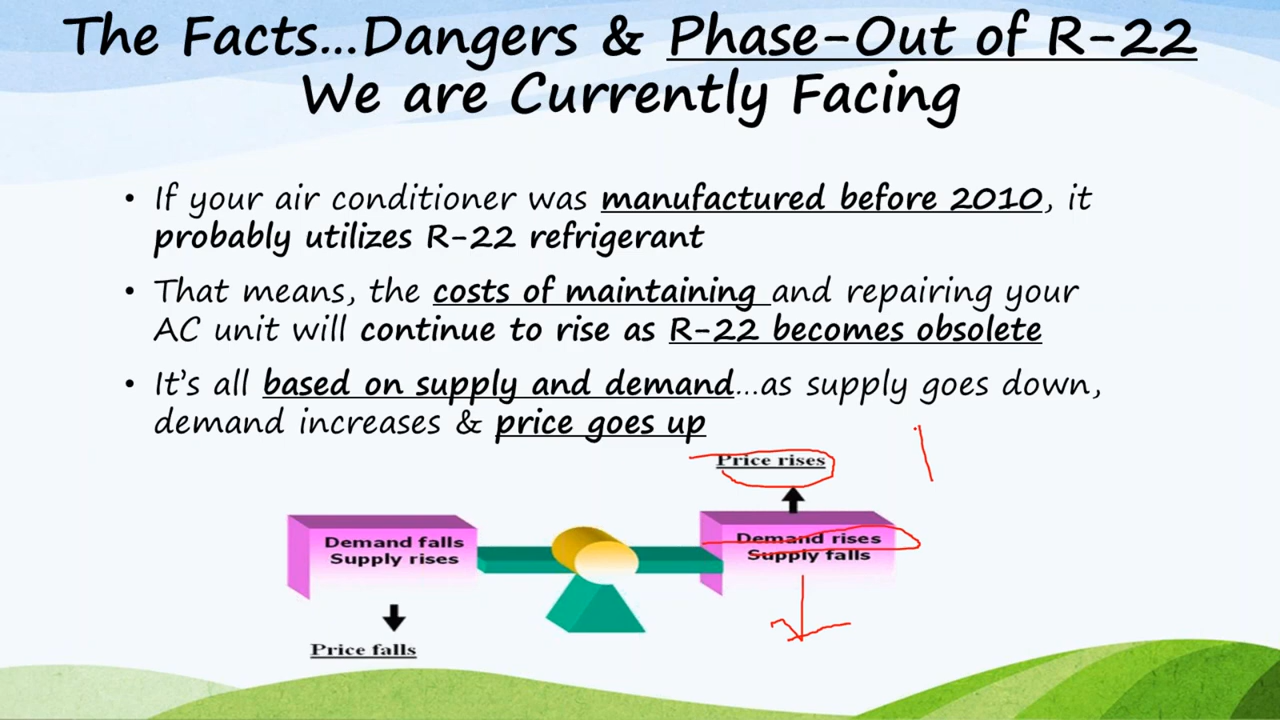 The Facts...Dangers & Phase-Out of R-22
We are Currently Facing
• If your air conditioner was manufactured before 2010, it
probably utilizes R-22 refrigerant
• That means, the costs of maintaining and repairing your
AC unit will continue to rise as R-22 becomes obsolete
• It's all based on supply and demand...as supply goes down,
demand increases & price goes up
Price rises
Demand falls
Supply rises
Demand rises
Supply falls
Price falls